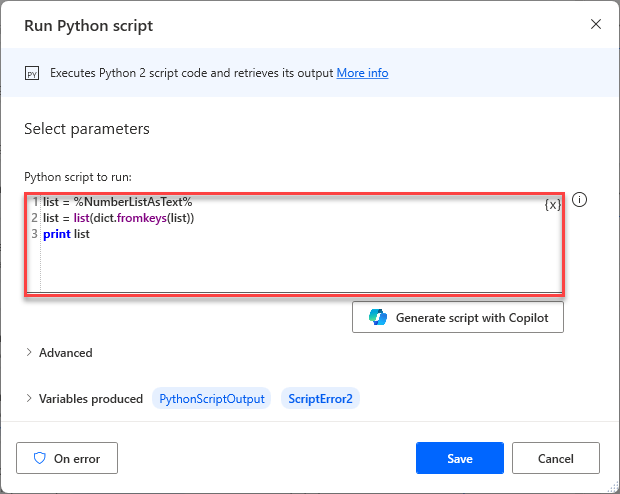 Run Python script
PY Executes Python 2 script code and retrieves its output More info
Select parameters
Python script to run:
1 list = %NumberListAsText% {x}
2 list = list(dict.fromkeys(list))
3 print list
Generate script with Copilot
Advanced
Variables produced PythonScriptOutput ScriptError2
On error Save Cancel